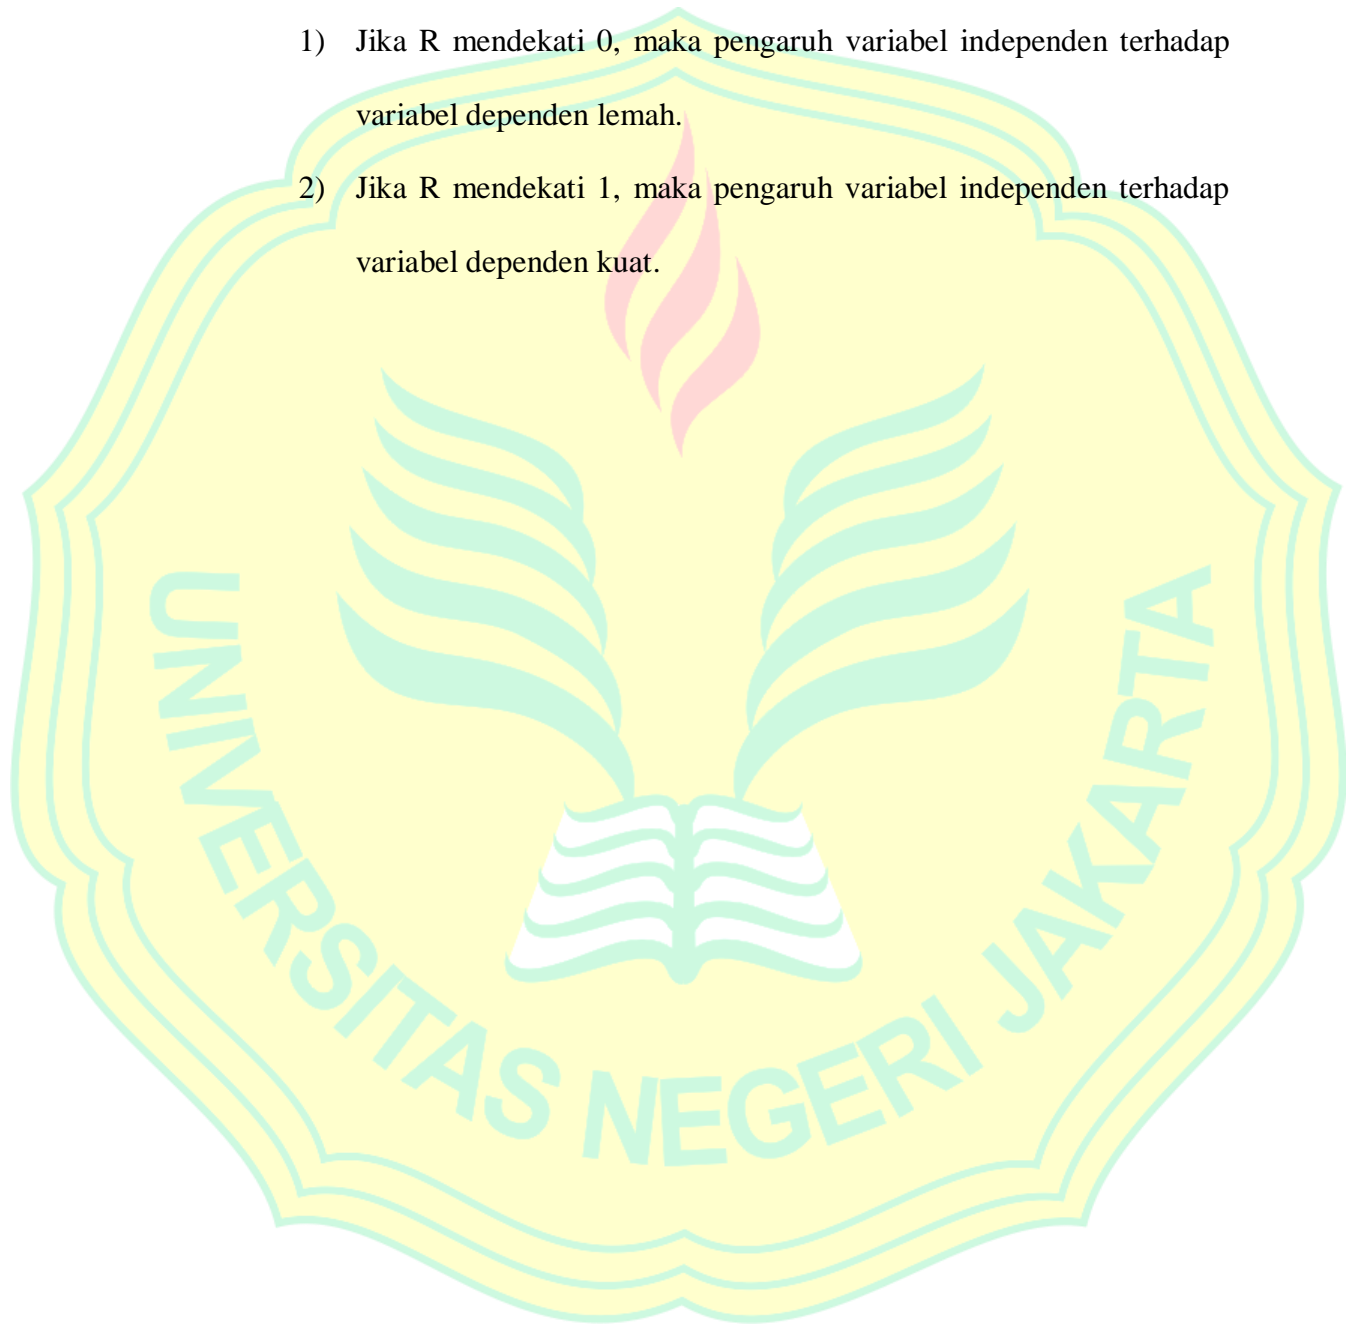 1) Jika R mendekati 0, maka pengaruh variabel independen terhadap
variabel dependen lemah.
2) Jika R mendekati 1, maka pengaruh variabel independen terhadap
variabel dependen kuat.
UNIVERSITAS NEGERI JAKARTA